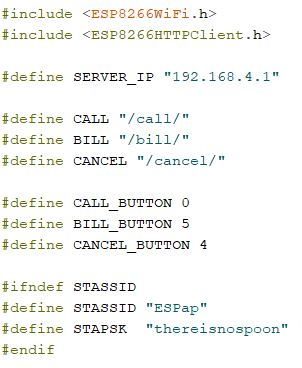 #include <ESP8266WiFi.h>
#include <ESP8266HTTPClient.h>
#define SERVER_IP "192.168.4.1"
#define CALL "/call/"
#define BILL "/bill/"
#define CANCEL "/cancel/"
#define CALL_BUTTON 0
#define BILL_BUTTON 5
#define CANCEL_BUTTON 4
#ifndef STASSID
#define STASSID "ESPap"
#define STAPSK  "thereisnospoon"
#endif